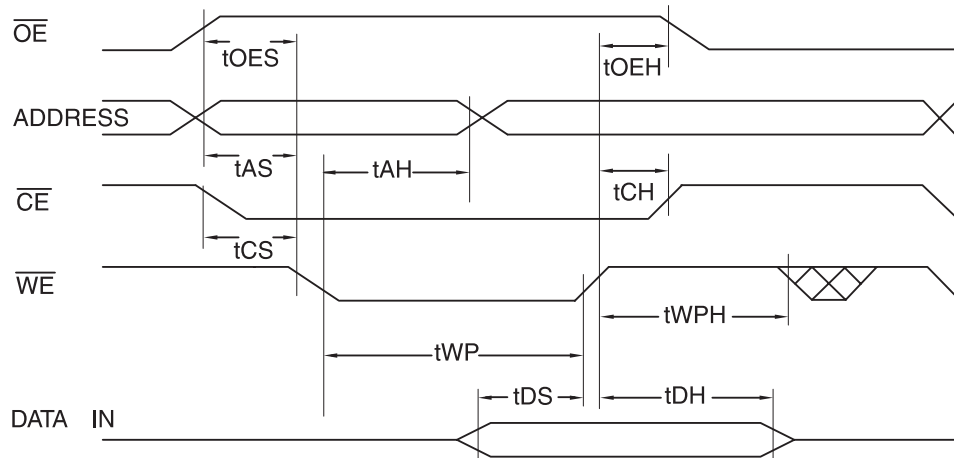 OE
tOES
tOEH
ADDRESS
tAS
tAH
tCH
CE
tCS
WE
tWPH
tWP
tDS
tDH
DATA IN